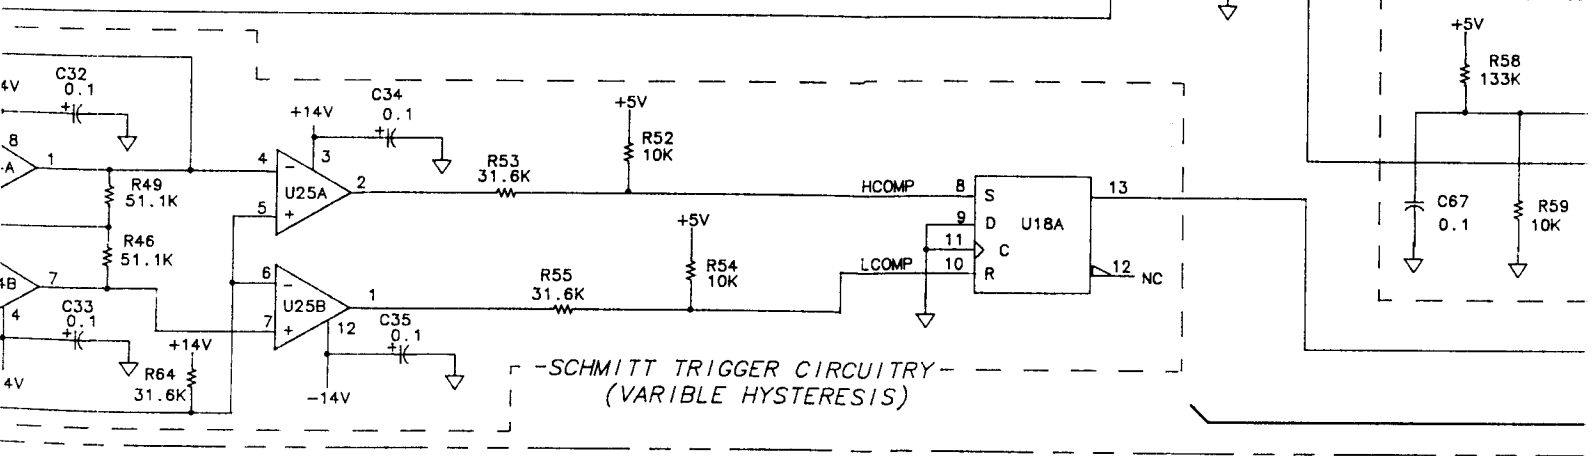 +5V
R58
133K
C32
0.1
4V
8
-A
1
+14V
3
C34
0.1
+5V
R52
10K
R53
31.6K
R49
51.1K
4
-
U25A
2
5
+
HCOMP
8
S
13
9
D
U18A
11
C
LCOMP
10
R
12
NC
C67
0.1
R59
10K
R46
51.1K
+5V
R54
10K
R55
31.6K
4B
7
4
C33
0.1
6
-
U25B
1
7
+
12
C35
0.1
+14V
R64
31.6K
4V
-14V
SCHMITT TRIGGER CIRCUITRY
(VARIBLE HYSTERESIS)